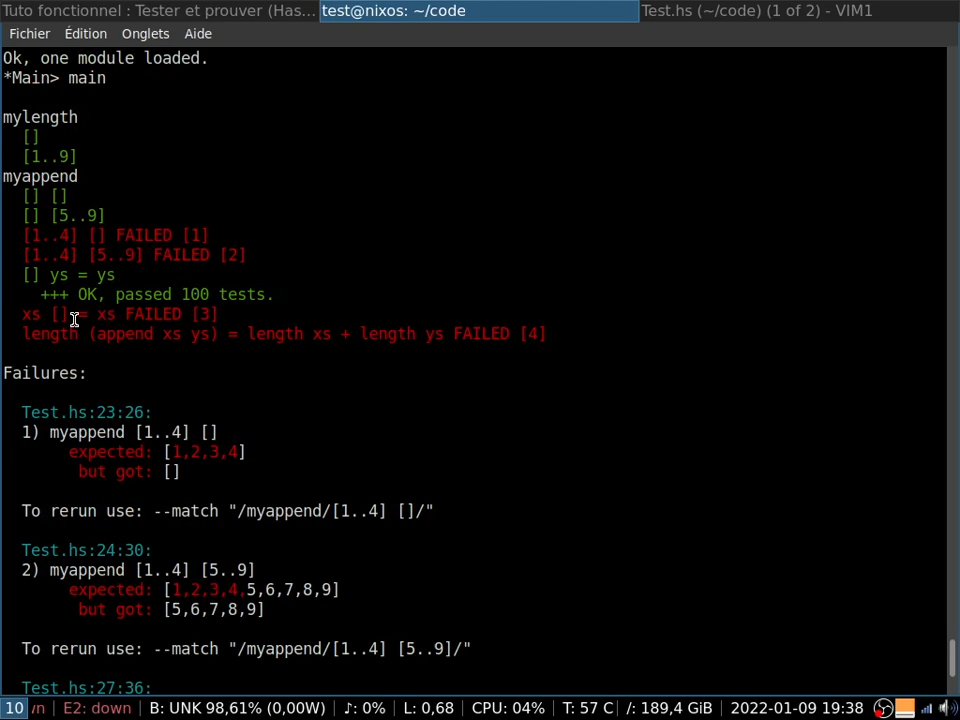 Tuto fonctionnel : Tester et prouver (Has... test@nixos: ~/code Test.hs (~/code) (1 of 2) - VIM1
Fichier Édition Onglets Aide
Ok, one module loaded.
*Main> main
mylength
[]
[1..9]
myappend
[] []
[] [5..9]
[1..4] [] FAILED [1]
[1..4] [5..9] FAILED [2]
[] ys = ys
+++ OK, passed 100 tests.
xs [] = xs FAILED [3]
length (append xs ys) = length xs + length ys FAILED [4]
Failures:
Test.hs:23:26:
1) myappend [1..4] []
expected: [1,2,3,4]
but got: []
To rerun use: --match "/myappend/[1..4] []/"
Test.hs:24:30:
2) myappend [1..4] [5..9]
expected: [1,2,3,4,5,6,7,8,9]
but got: [5,6,7,8,9]
To rerun use: --match "/myappend/[1..4] [5..9]/"
Test.hs:27:36:
10 E2: down | B: UNK 98,61% (0,00W) | ♪: 0% | L: 0,68 | CPU: 04% | T: 57 C | /: 189,4 GiB | 2022-01-09 19:38